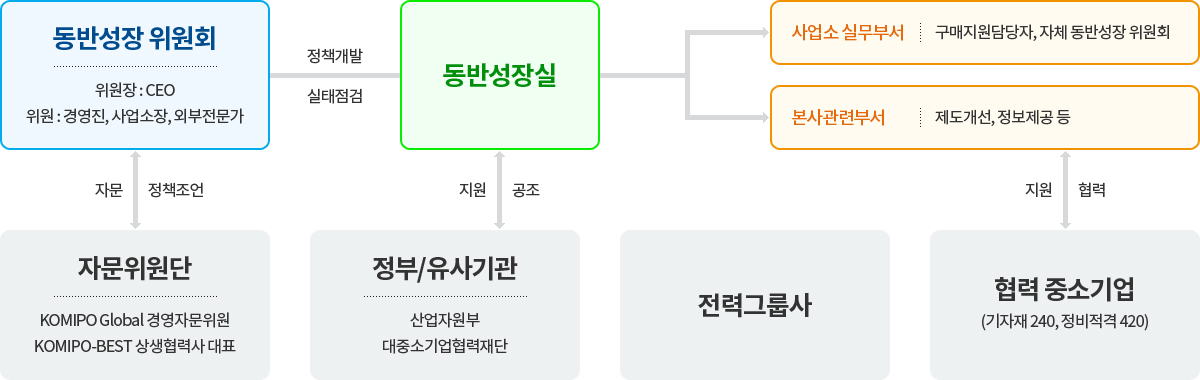 동반성장 위원회
위원장 : CEO
위원 : 경영진, 사업소장, 외부전문가
정책개발
실태점검
동반성장실
사업소 실무부서
구매지원담당자, 자체 동반성장 위원회
본사관련부서
제도개선, 정보제공 등
자문
정책조언
지원
공조
지원
협력
자문위원단
KOMIPO Global 경영자문위원
KOMIPO-BEST 상생협력사 대표
정부/유사기관
산업자원부
대중소기업협력재단
전력그룹사
협력 중소기업
(기자재 240, 정비적격 420)